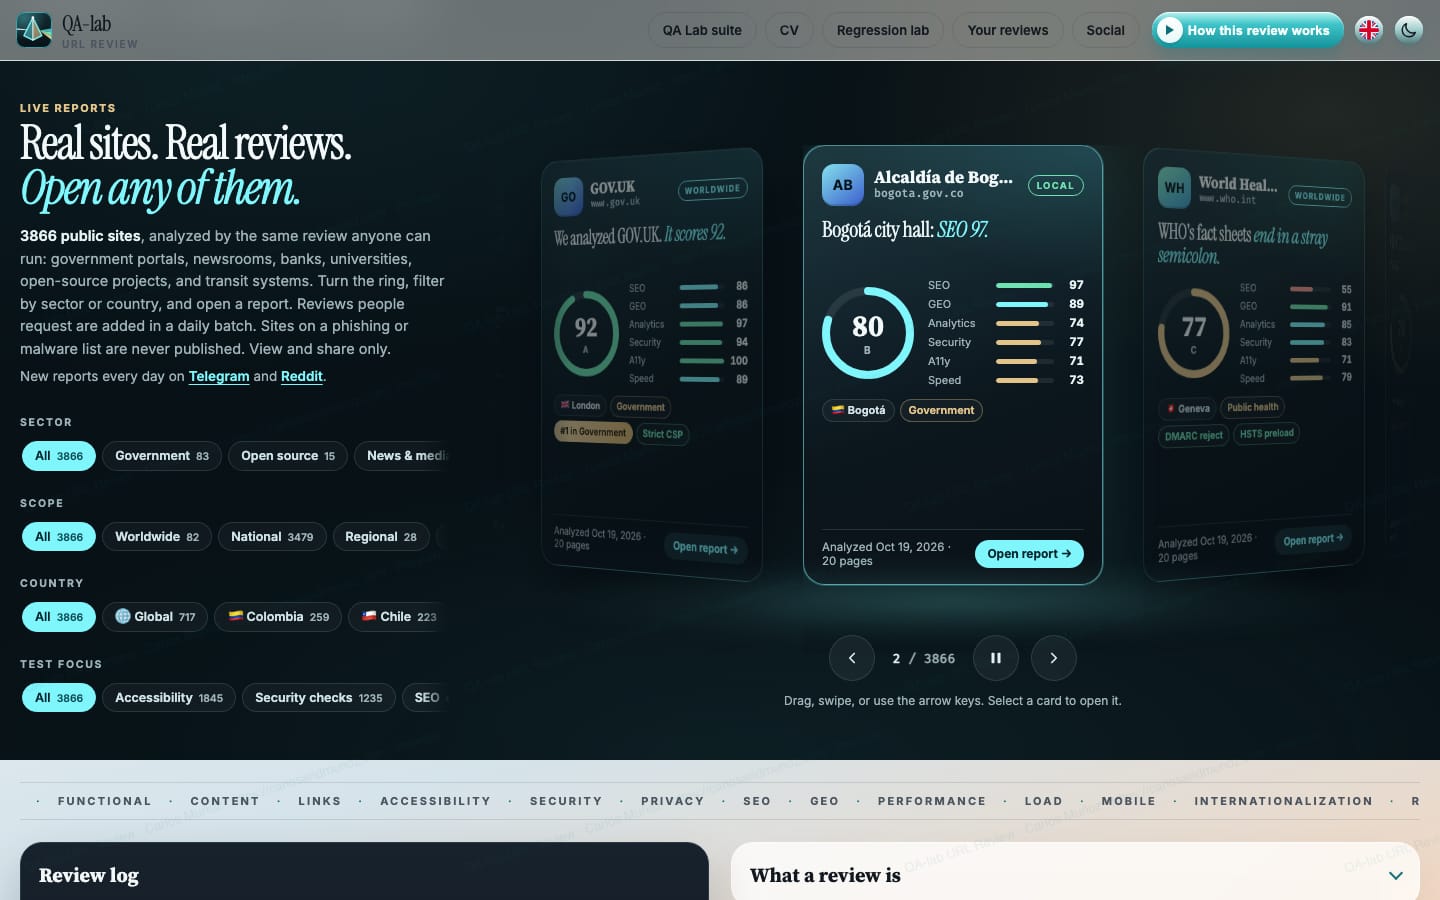 QA-lab
URL REVIEW
QA Lab suite
CV
Regression lab
Your reviews
Social
How this review works
LIVE REPORTS
Real sites. Real reviews.
Open any of them.
3866 public sites, analyzed by the same review anyone can
run: government portals, newsrooms, banks, universities,
open-source projects, and transit systems. Turn the ring, filter
by sector or country, and open a report. Reviews people
request are added in a daily batch. Sites on a phishing or
malware list are never published. View and share only.
New reports every day on Telegram and Reddit.
SECTOR
All 3866
Government 83
Open source 15
News & media
SCOPE
All 3866
Worldwide 82
National 3479
Regional 28
COUNTRY
All 3866
Global 717
Colombia 259
Chile 223
TEST FOCUS
All 3866
Accessibility 1845
Security checks 1235
SEO
GO
GOV.UK
www.gov.uk
WORLDWIDE
We analyzed GOV.UK. It scores 92.
92
A
SEO 86
GEO 86
Analytics 97
Security 94
A11y 100
Speed 89
London
Government
#1 in Government
Strict CSP
Analyzed Oct 19, 2026 ·
20 pages
Open report →
AB
Alcaldía de Bog...
bogota.gov.co
LOCAL
Bogotá city hall: SEO 97.
80
B
SEO 97
GEO 89
Analytics 74
Security 77
A11y 71
Speed 73
Bogotá
Government
Analyzed Oct 19, 2026 ·
20 pages
Open report →
WH
World Heal...
www.who.int
WORLDWIDE
WHO's fact sheets end in a stray
semicolon.
77
C
SEO 55
GEO 91
Analytics 85
Security 83
A11y 71
Speed 79
Geneva
Public health
DMARC reject
HSTS preload
Analyzed Oct 19, 2026 ·
20 pages
Open report →
2 / 3866
Drag, swipe, or use the arrow keys. Select a card to open it.
· FUNCTIONAL · CONTENT · LINKS · ACCESSIBILITY · SECURITY · PRIVACY · SEO · GEO · PERFORMANCE · LOAD · MOBILE · INTERNATIONALIZATION · R
Review log
What a review is